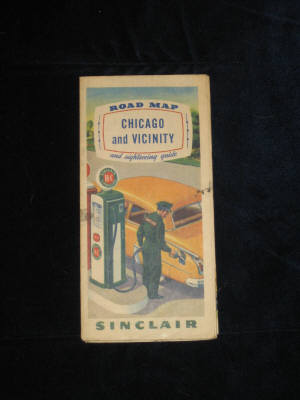 ROAD MAP
CHICAGO
and VICINITY
and sightseeing guide
H-C
SINCLAIR